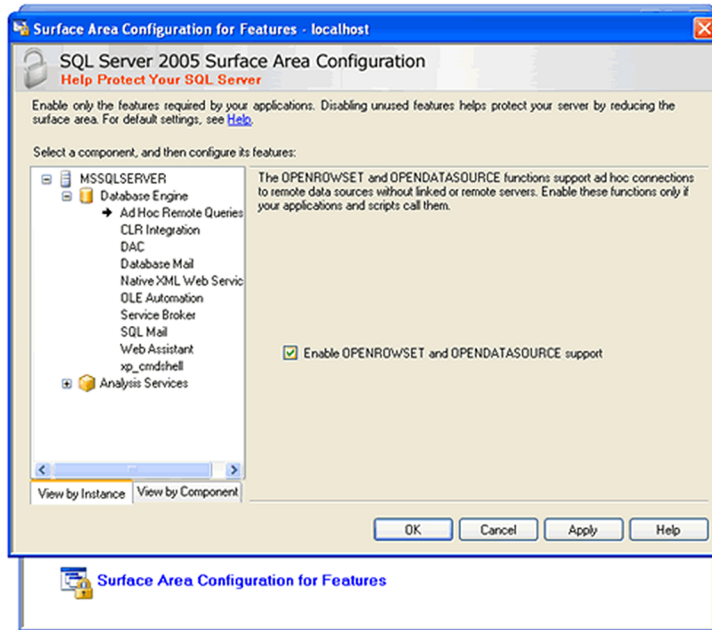 Surface Area Configuration for Features - localhost
SQL Server 2005 Surface Area Configuration
Help Protect Your SQL Server
Enable only the features required by your applications. Disabling unused features helps protect your server by reducing the
surface area. For default settings, see Help.
Select a component, and then configure its features:
MSSQLSERVER
Database Engine
Ad Hoc Remote Queries
CLR Integration
DAC
Database Mail
Native XML Web Servic
OLE Automation
Service Broker
SQL Mail
Web Assistant
xp_cmdshell
Analysis Services
View by Instance
View by Component
The OPENROWSET and OPENDATASOURCE functions support ad hoc connections
to remote data sources without linked or remote servers. Enable these functions only if
your applications and scripts call them.
Enable OPENROWSET and OPENDATASOURCE support
OK
Cancel
Apply
Help
Surface Area Configuration for Features